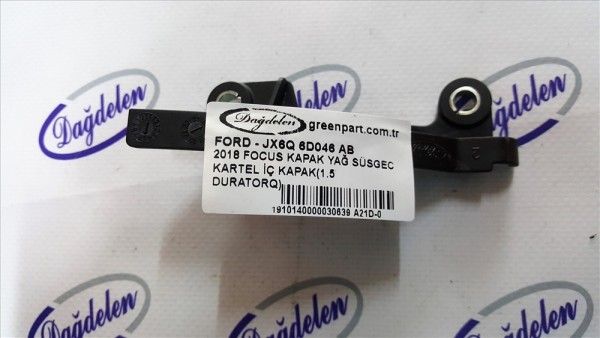 Dağdelen
Dağdelen
Dağdelen
greenpart.com.tr
FORD - JX6Q 6D046 AB
2018 FOCUS KAPAK YAĞ SÜSGEC
KARTEL İÇ KAPAK(1.5
DURATORQ)
1910140000030639 A21D-0
Dağdelen
Dağdelen